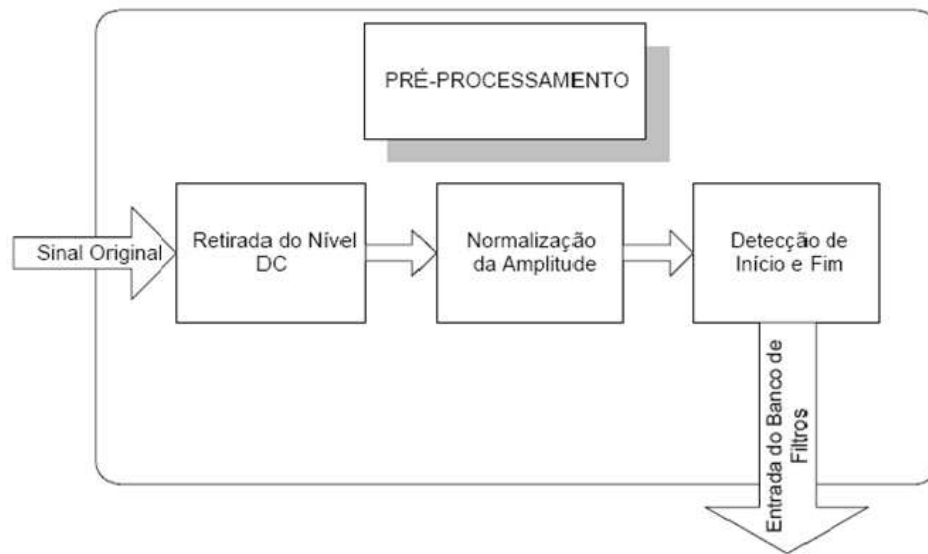 PRÉ-PROCESSAMENTO
Sinal Original
Retirada do Nível
DC
Normalização
da Amplitude
Detecção de
Início e Fim
Entrada do Banco de
Filtros